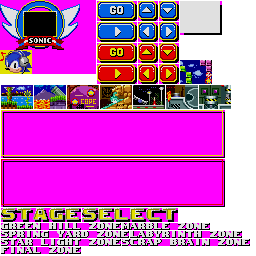 SONIC
GO
GO
COPE
STAGESELECT
GREEN HILL ZONEMARBLE ZONE
SPRING YARD ZONELABYRINTH ZONE
STAR LIGHT ZONESCRAP BRAIN ZONE
FINAL ZONE